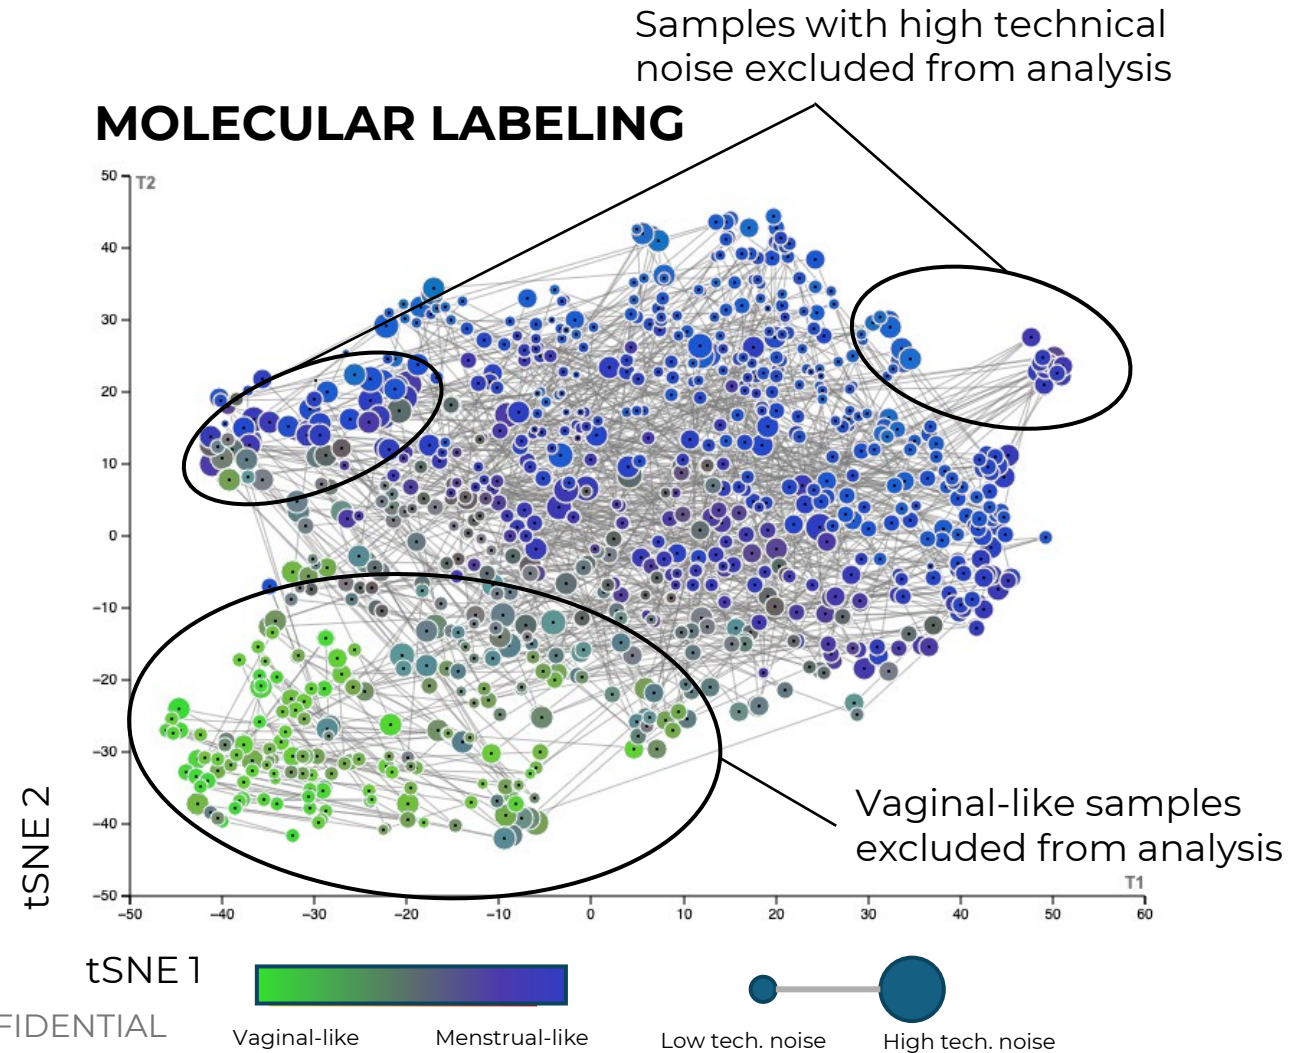 Samples with high technical
noise excluded from analysis
MOLECULAR LABELING
T2
50
40
30
20
10
0
−10
−20
−30
−40
−50
tSNE 2
Vaginal-like samples
excluded from analysis
T1
−50 −40 −30 −20 −10 0 10 20 30 40 50 60
tSNE 1
FIDENTIAL
Vaginal-like Menstrual-like Low tech. noise High tech. noise